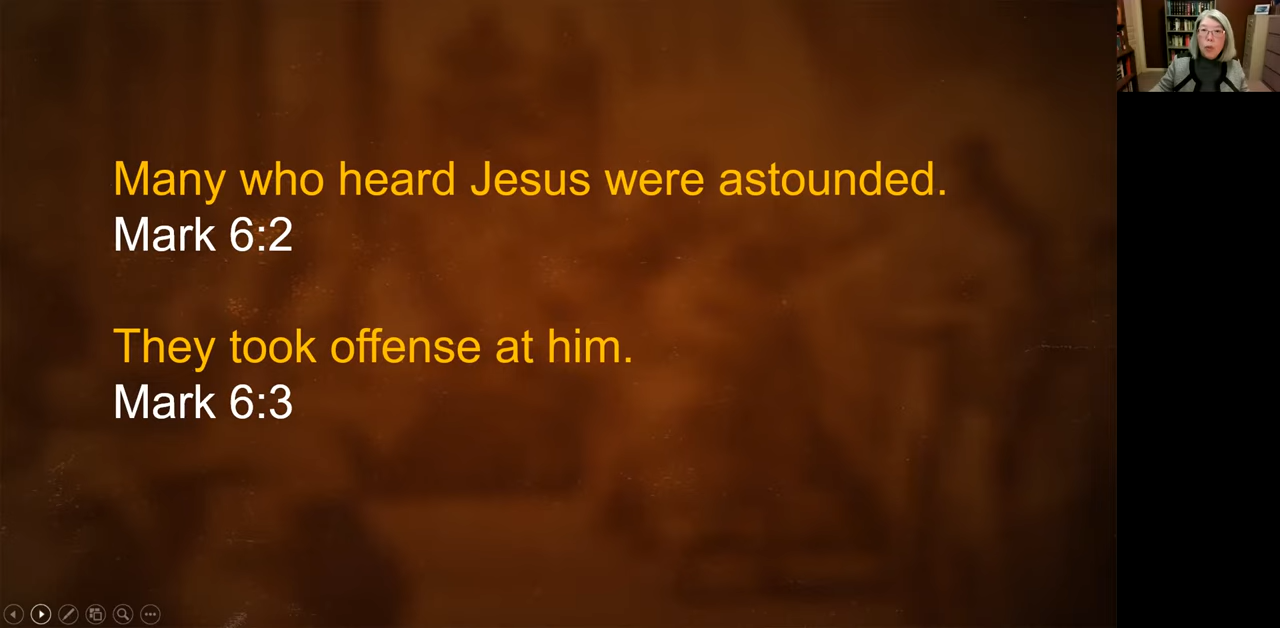 Many who heard Jesus were astounded.
Mark 6:2
They took offense at him.
Mark 6:3